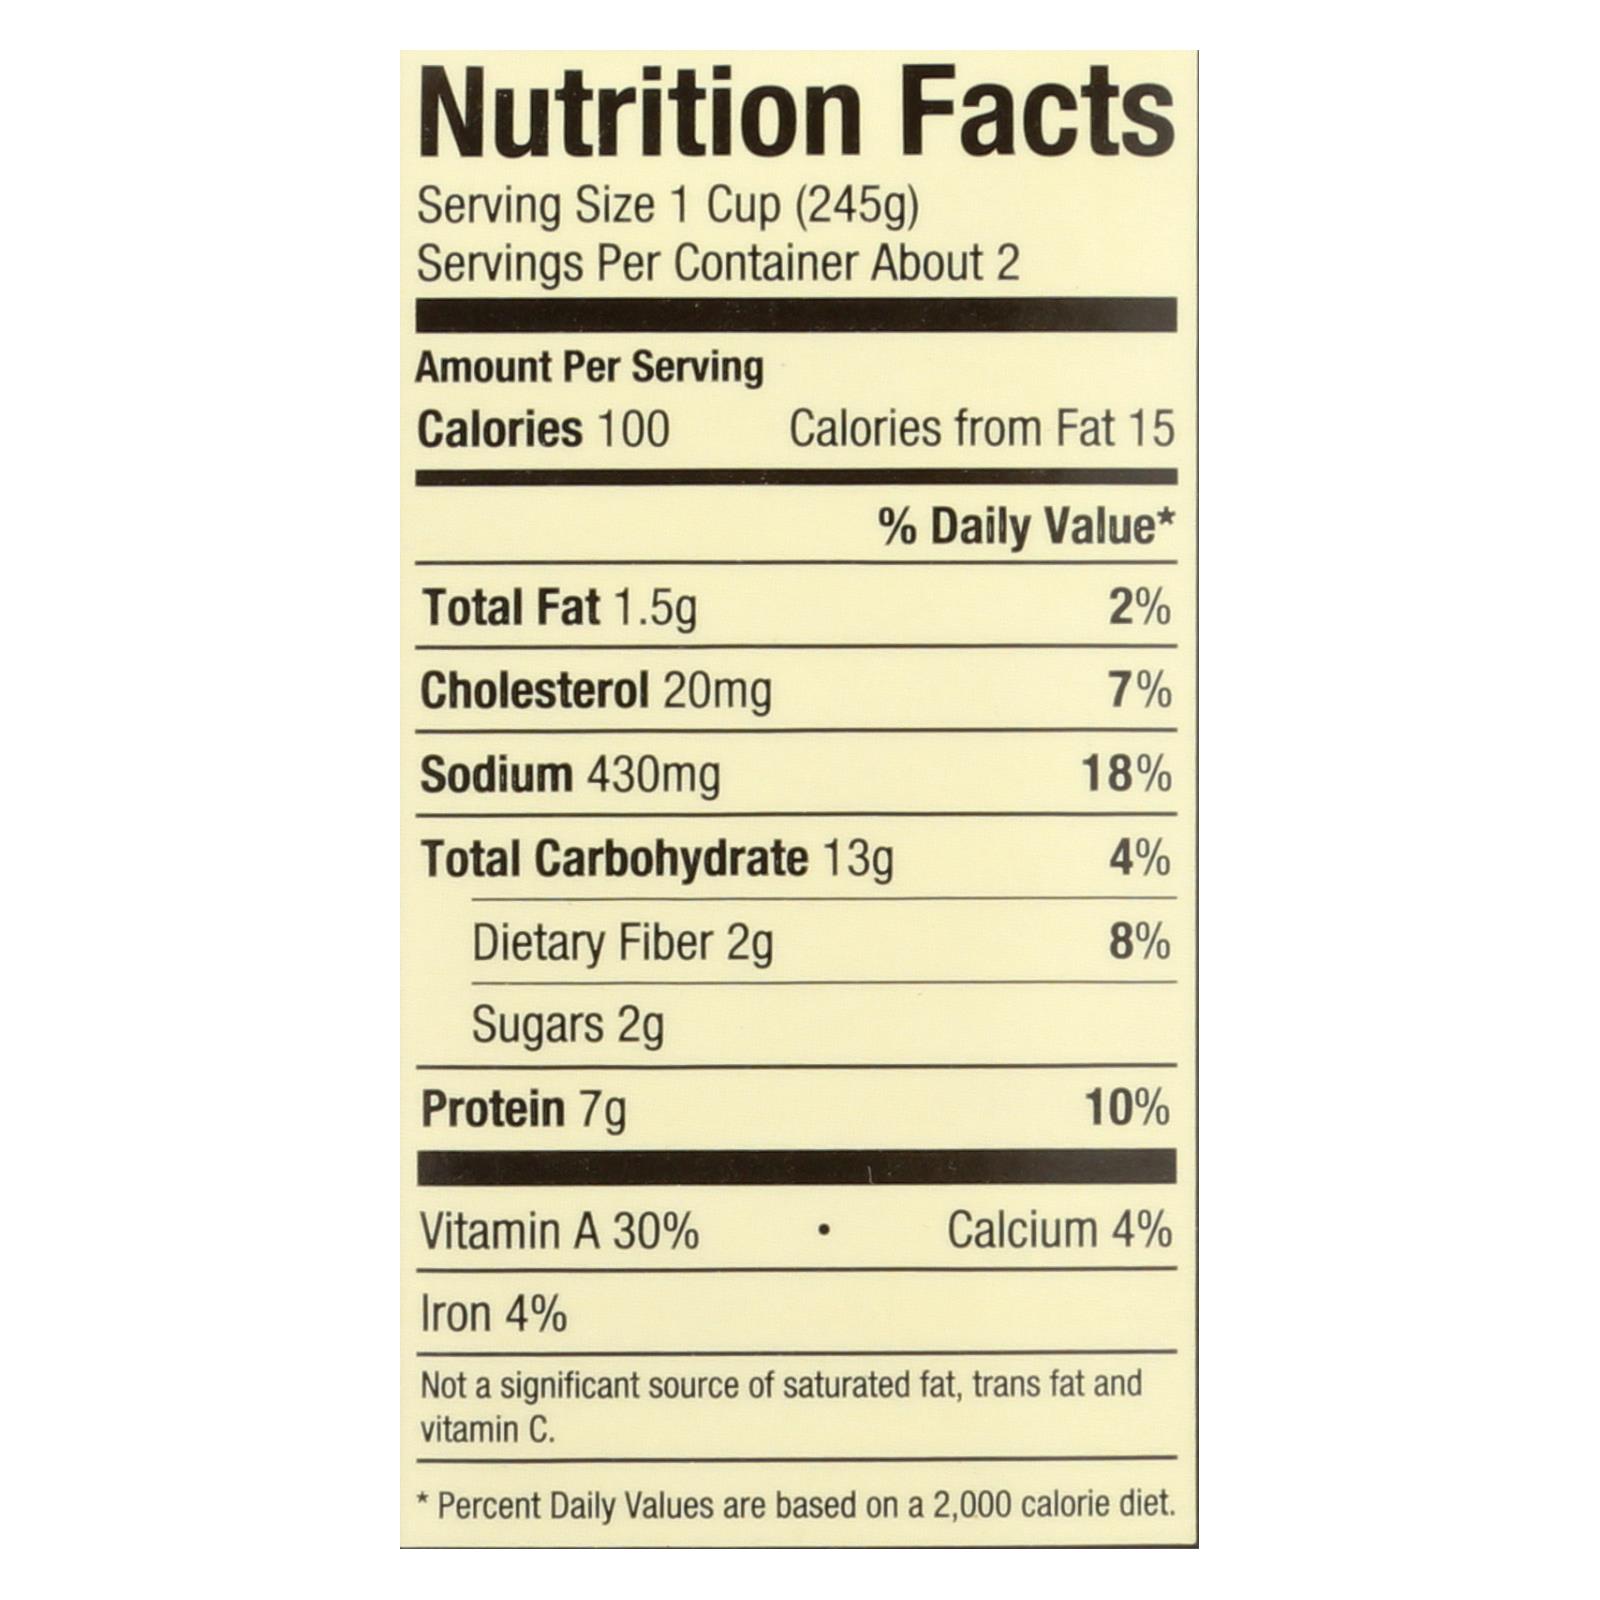 Nutrition Facts
Serving Size 1 Cup (245g)
Servings Per Container About 2
Amount Per Serving
Calories 100 Calories from Fat 15
% Daily Value*
Total Fat 1.5g 2%
Cholesterol 20mg 7%
Sodium 430mg 18%
Total Carbohydrate 13g 4%
Dietary Fiber 2g 8%
Sugars 2g
Protein 7g 10%
Vitamin A 30% • Calcium 4%
Iron 4%
Not a significant source of saturated fat, trans fat and
vitamin C.
* Percent Daily Values are based on a 2,000 calorie diet.